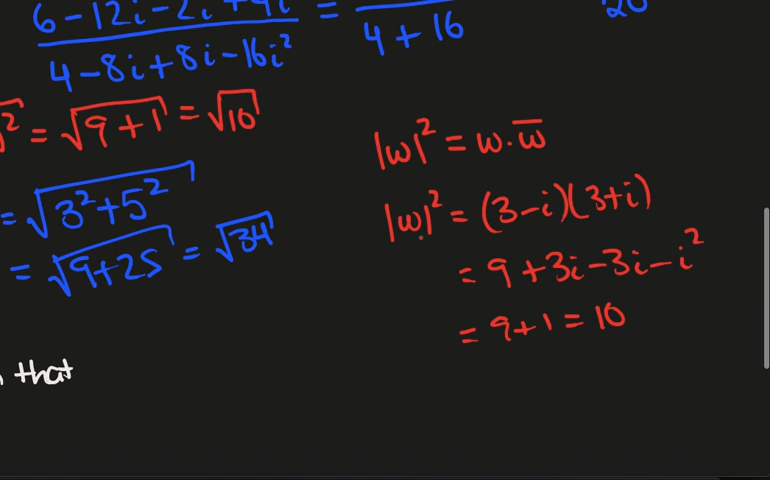 6 - 12i - 2i + 4i =
4 - 8i + 8i - 16i² 4 + 16 20
² = √9 + 1 = √10
= √3² + 5²
= √9 + 25 = √34
|w|² = w · w̅
|w|² = (3 - i)(3 + i)
= 9 + 3i - 3i - i²
= 9 + 1 = 10
that